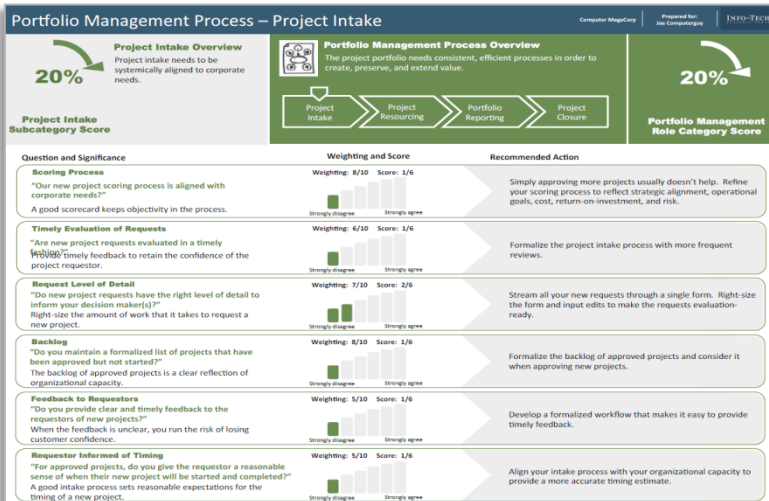 Portfolio Management Process – Project Intake
Computer MegaCorp
Prepared for:
Joe Computerguy
INFO-TECH
20%
Project Intake Overview
Project intake needs to be
systemically aligned to corporate
needs.
Project Intake
Subcategory Score
Portfolio Management Process Overview
The project portfolio needs consistent, efficient processes in order to
create, preserve, and extend value.
Project
Intake
Project
Resourcing
Portfolio
Reporting
Project
Closure
20%
Portfolio Management
Role Category Score
Question and Significance
Weighting and Score
Recommended Action
Scoring Process
"Our new project scoring process is aligned with
corporate needs?"
A good scorecard keeps objectivity in the process.
Weighting: 8/10 Score: 1/6
Strongly disagree Strongly agree
Simply approving more projects usually doesn't help. Refine
your scoring process to reflect strategic alignment, operational
goals, cost, return-on-investment, and risk.
Timely Evaluation of Requests
"Are new project requests evaluated in a timely
fashion?"
Provide timely feedback to retain the confidence of the
project requestor.
Weighting: 6/10 Score: 1/6
Strongly disagree Strongly agree
Formalize the project intake process with more frequent
reviews.
Request Level of Detail
"Do new project requests have the right level of detail to
inform your decision maker(s)?"
Right-size the amount of work that it takes to request a
new project.
Weighting: 7/10 Score: 2/6
Strongly disagree Strongly agree
Stream all your new requests through a single form. Right-size
the form and input edits to make the requests evaluation-
ready.
Backlog
"Do you maintain a formalized list of projects that have
been approved but not started?"
The backlog of approved projects is a clear reflection of
organizational capacity.
Weighting: 8/10 Score: 1/6
Strongly disagree Strongly agree
Formalize the backlog of approved projects and consider it
when approving new projects.
Feedback to Requestors
"Do you provide clear and timely feedback to the
requestors of new projects?"
When the feedback is unclear, you run the risk of losing
customer confidence.
Weighting: 5/10 Score: 1/6
Strongly disagree Strongly agree
Develop a formalized workflow that makes it easy to provide
timely feedback.
Requestor Informed of Timing
"For approved projects, do you give the requestor a reasonable
sense of when their new project will be started and completed?"
A good intake process sets reasonable expectations for the
timing of a new project.
Weighting: 5/10 Score: 1/6
Strongly disagree Strongly agree
Align your intake process with your organizational capacity to
provide a more accurate timing estimate.